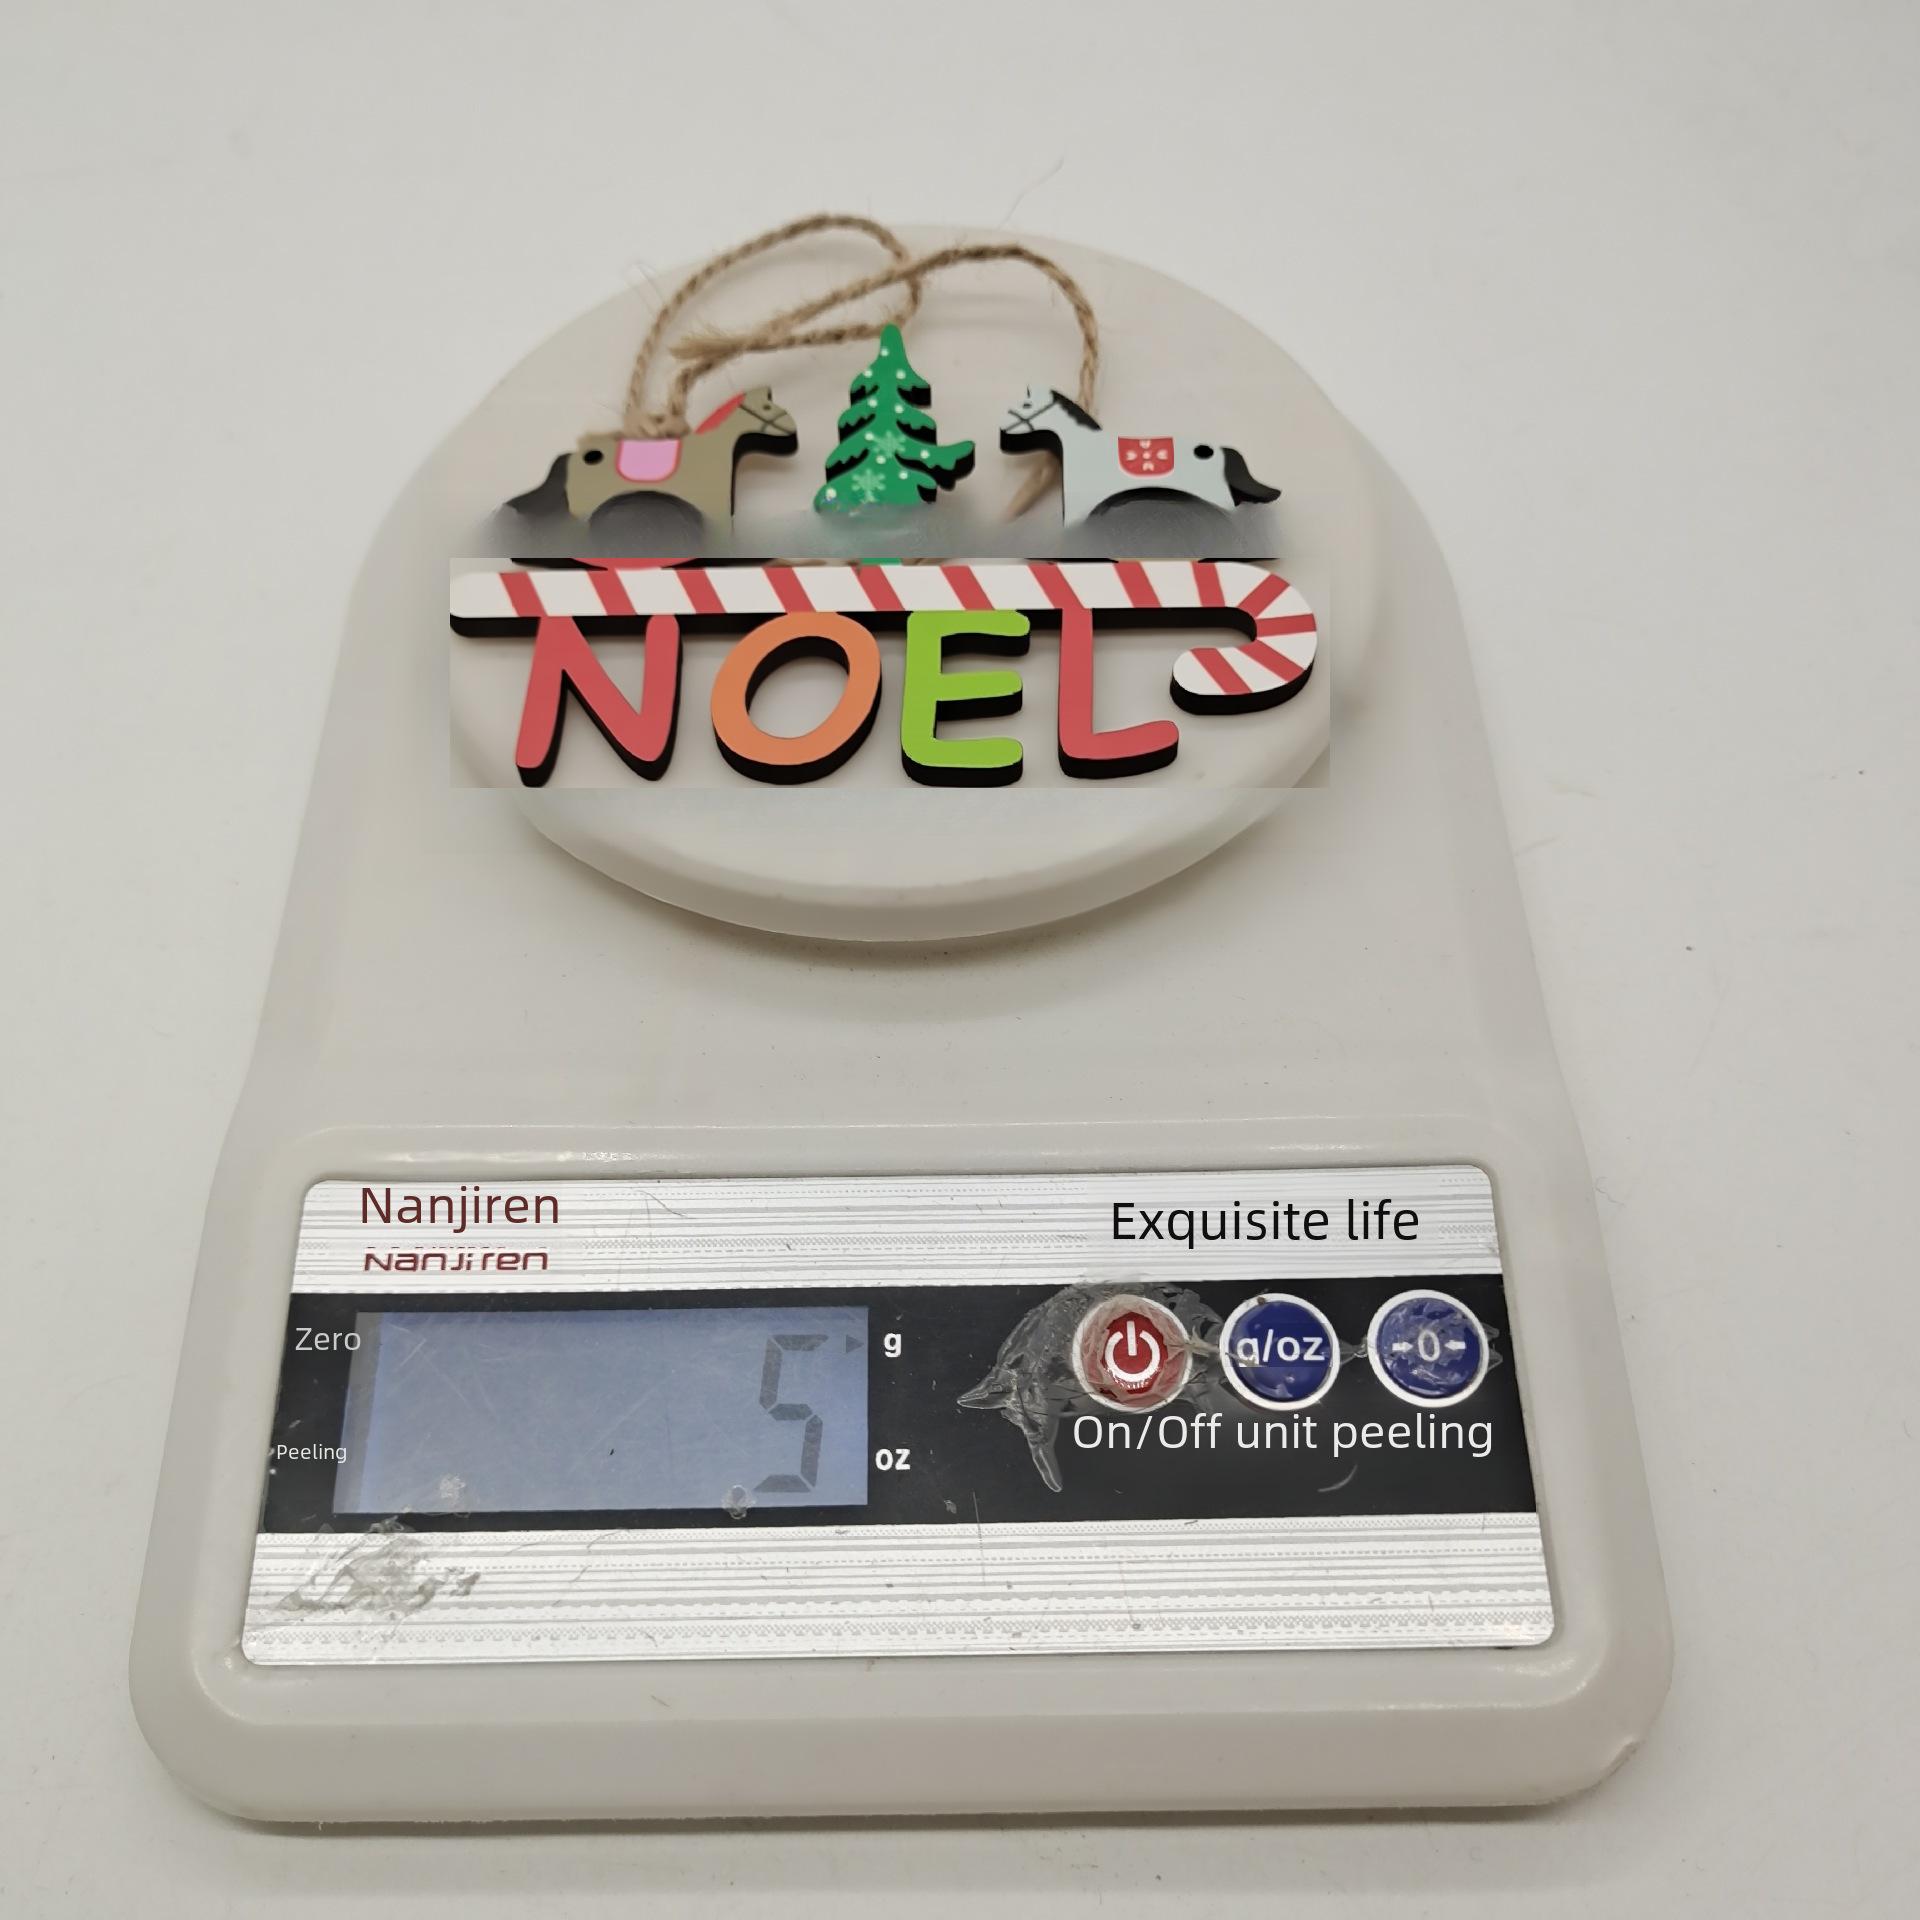 NOEL
Nanjiren
Exquisite life
Nanjiren
Zero
5
g
g/oz
→0←
On/Off unit peeling
Peeling
oz